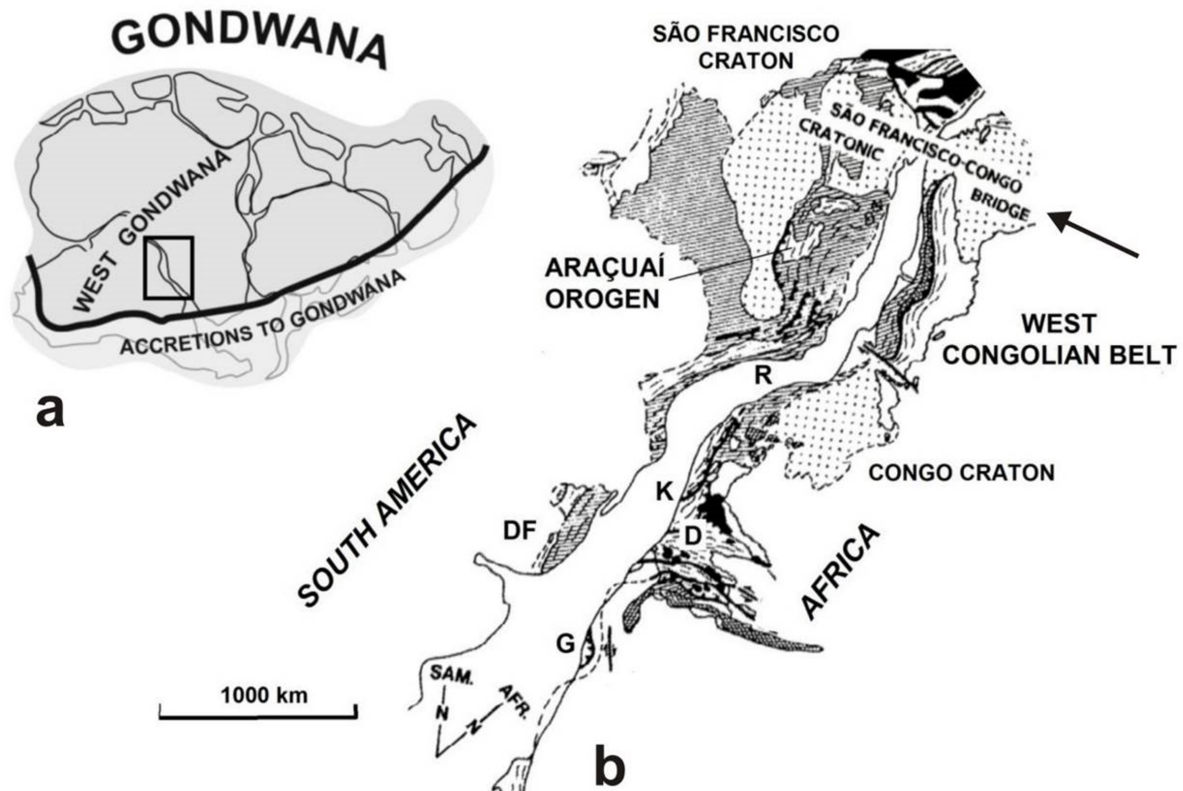 GONDWANA
WEST GONDWANA
ACCRETIONS TO GONDWANA
a
SÃO FRANCISCO
CRATON
SÃO FRANCISCO-CONGO
CRATONIC
BRIDGE
ARAÇUAÍ
OROGEN
WEST
CONGOLIAN BELT
R
CONGO CRATON
SOUTH AMERICA
K
DF
D
AFRICA
G
SAM.
AFR.
N
N
1000 km
b